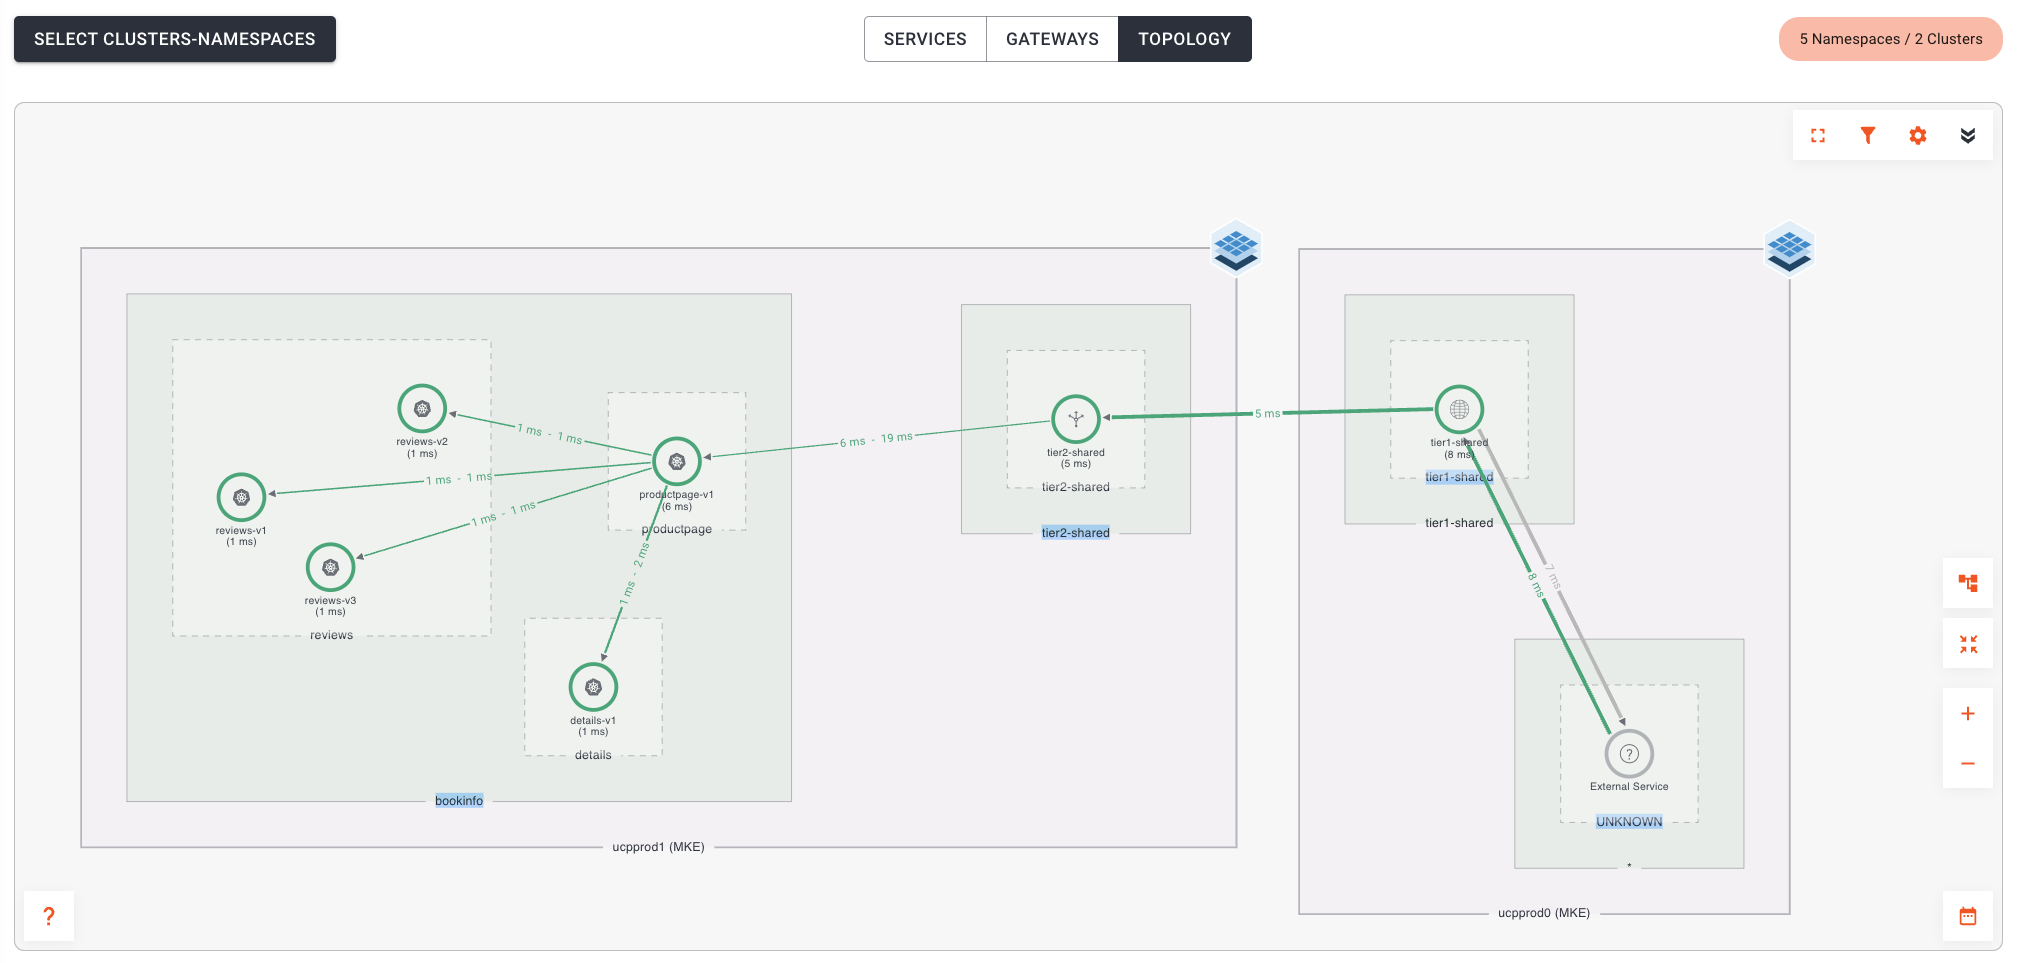 SELECT CLUSTERS-NAMESPACES
SERVICES
GATEWAYS
TOPOLOGY
5 Namespaces / 2 Clusters
reviews-v2
(1 ms)
reviews-v1
(1 ms)
reviews-v3
(1 ms)
reviews
1 ms - 1 ms
1 ms - 1 ms
1 ms - 1 ms
productpage-v1
(6 ms)
productpage
1 ms - 2 ms
details-v1
(1 ms)
details
bookinfo
6 ms - 19 ms
tier2-shared
(5 ms)
tier2-shared
tier2-shared
ucpprod1 (MKE)
5 ms
tier1-shared
(8 ms)
tier1-shared
tier1-shared
8 ms
7 ms
?
External Service
UNKNOWN
*
ucpprod0 (MKE)
?